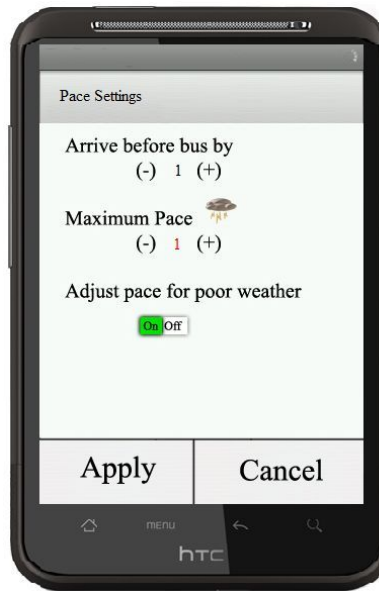 Pace Settings
Arrive before bus by
(-) 1 (+)
Maximum Pace
(-) 1 (+)
Adjust pace for poor weather
On Off
Apply Cancel
MENU
hTC